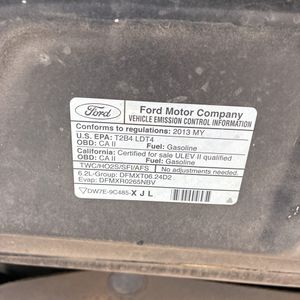 Ford
Ford Motor Company
VEHICLE EMISSION CONTROL INFORMATION
Conforms to regulations: 2013 MY
U.S. EPA: T2B4 LDT4
OBD: CA II Fuel: Gasoline
California: Certified for sale ULEV II qualified
OBD: CA II Fuel: Gasoline
TWC/HO2S/SFI/AFS No adjustments needed.
6.2L-Group: DFMXT06.24D2
Evap: DFMXR0265NBV
DW7E-9C485-XJL